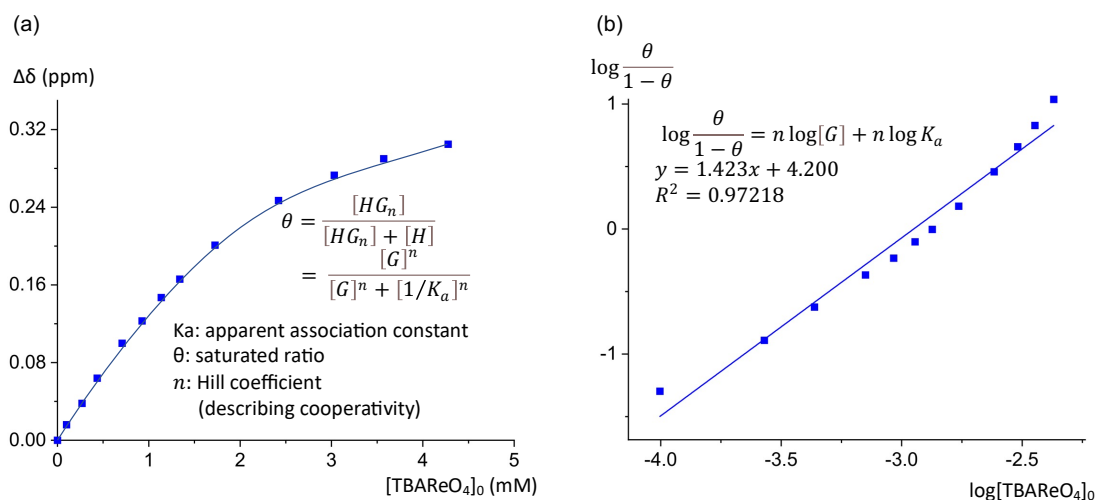 (a)
Δδ (ppm)
0.32
0.24
0.16
0.08
0.00
0
1
2
3
4
5
[TBAReO₄]₀ (mM)
θ = [HGₙ] / [HGₙ] + [H]
= [G]ⁿ / [G]ⁿ + [1/Kₐ]ⁿ
Ka: apparent association constant
θ: saturated ratio
n: Hill coefficient
(describing cooperativity)
(b)
log θ / 1 − θ
1
0
-1
-4.0
-3.5
-3.0
-2.5
log[TBAReO₄]₀
log θ / 1 − θ = n log[G] + n log Kₐ
y = 1.423x + 4.200
R² = 0.97218